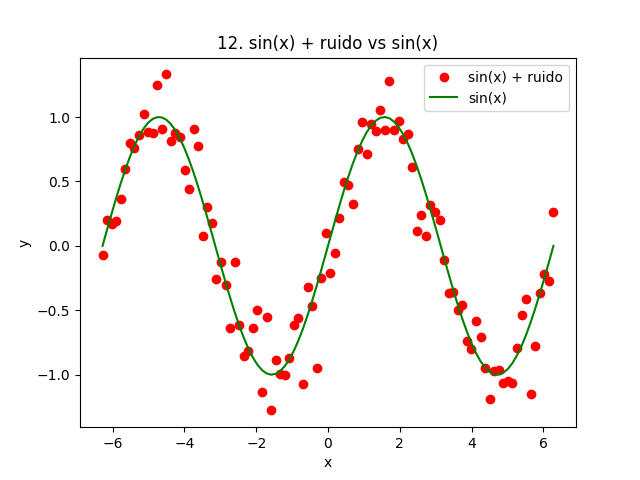 12. sin(x) + ruido vs sin(x)
sin(x) + ruido
sin(x)
1.0
0.5
0.0
−0.5
−1.0
y
−6
−4
−2
0
2
4
6
x